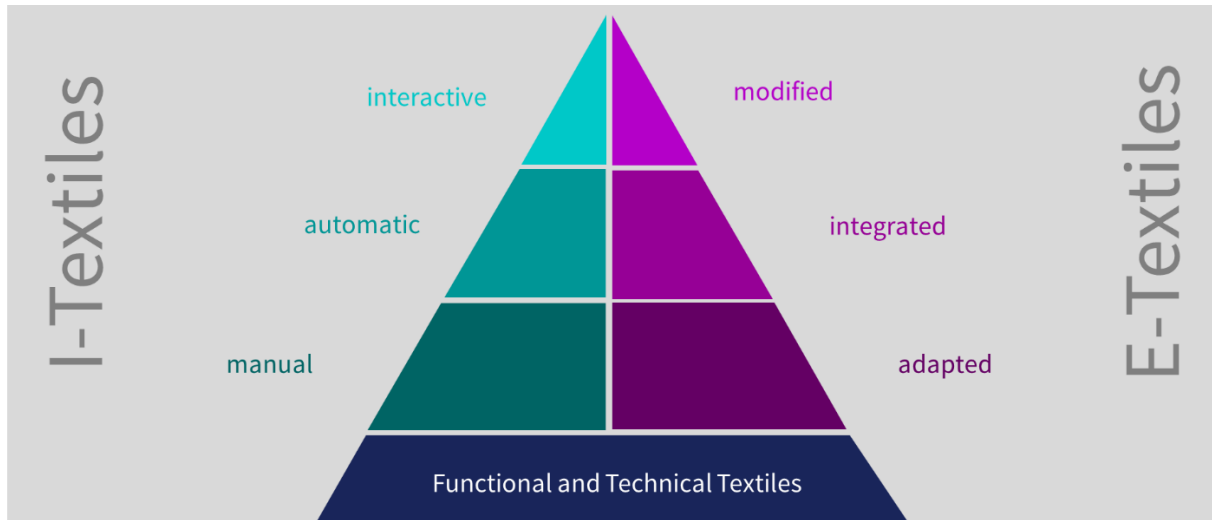 I-Textiles
E-Textiles
interactive
modified
automatic
integrated
manual
adapted
Functional and Technical Textiles